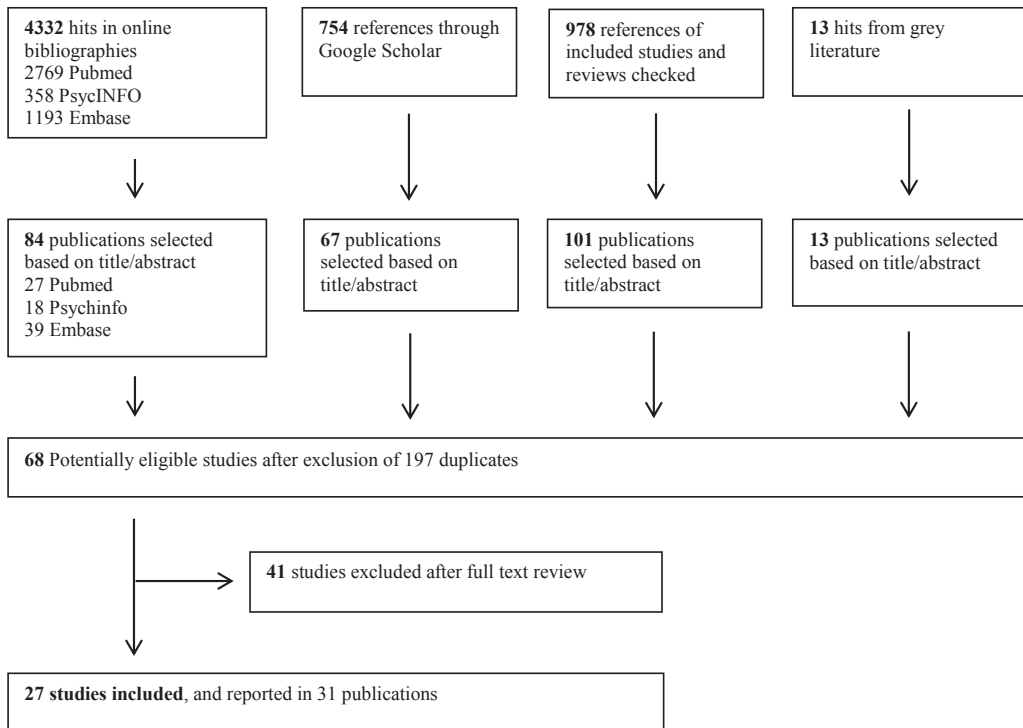 4332 hits in online
bibliographies
2769 Pubmed
358 PsycINFO
1193 Embase
754 references through
Google Scholar
978 references of
included studies and
reviews checked
13 hits from grey
literature
84 publications selected
based on title/abstract
27 Pubmed
18 Psychinfo
39 Embase
67 publications
selected based on
title/abstract
101 publications
selected based on
title/abstract
13 publications selected
based on title/abstract
68 Potentially eligible studies after exclusion of 197 duplicates
41 studies excluded after full text review
27 studies included, and reported in 31 publications